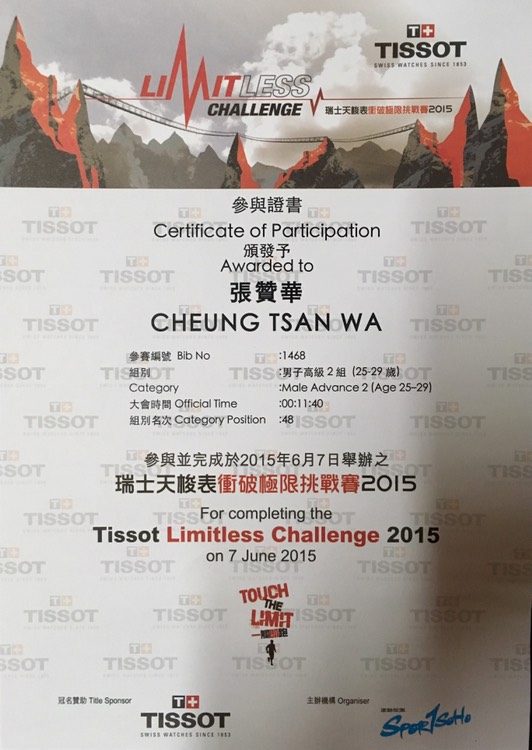 TISSOT
SWISS WATCHES SINCE 1853
LIMITLESS
CHALLENGE
瑞士天梭表衝破極限挑戰賽2015
參與證書
Certificate of Participation
頒發予
Awarded to
張贊華
CHEUNG TSAN WA
參賽編號 Bib No :1468
組別 :男子高級 2 組 (25-29 歲)
Category :Male Advance 2 (Age 25–29)
大會時間 Official Time :00:11:40
組別名次 Category Position :48
參與並完成於2015年6月7日舉辦之
瑞士天梭表衝破極限挑戰賽2015
For completing the
Tissot Limitless Challenge 2015
on 7 June 2015
TOUCH
THE
LIMIT
冠名贊助 Title Sponsor
TISSOT
SWISS WATCHES SINCE 1853
主辦機構 Organiser
SPOR1SOHO